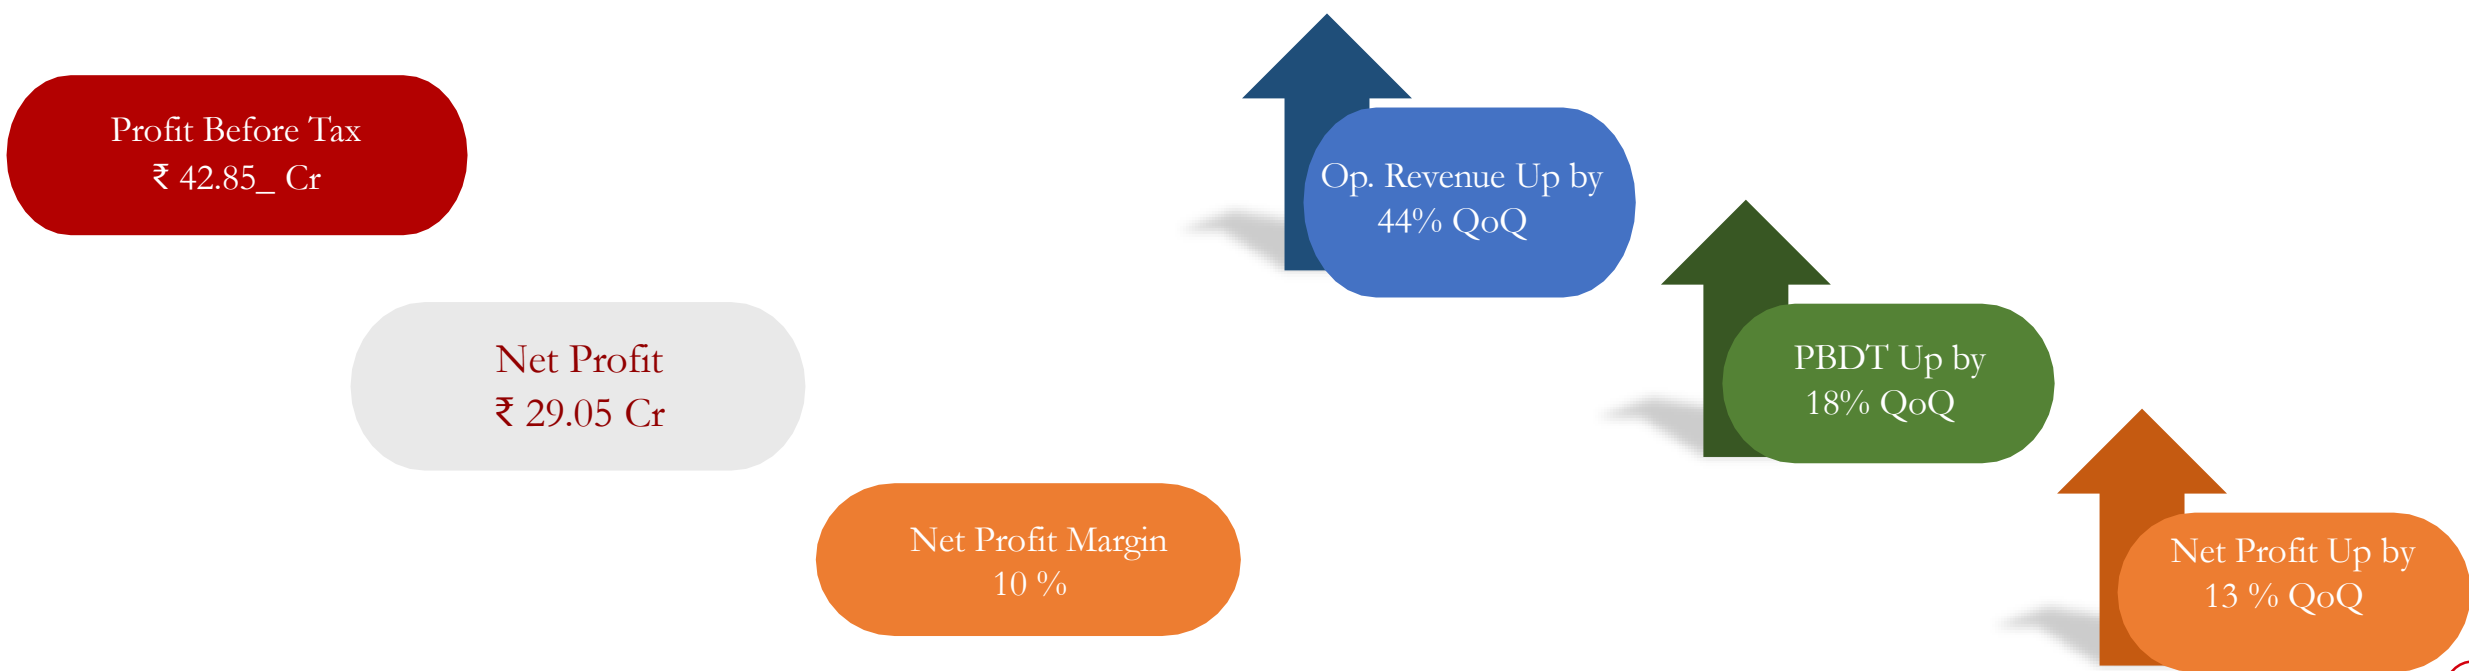 Profit Before Tax
₹ 42.85_ Cr
Net Profit
₹ 29.05 Cr
Net Profit Margin
10 %
Op. Revenue Up by
44% QoQ
PBDT Up by
18% QoQ
Net Profit Up by
13 % QoQ